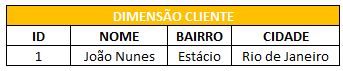 DIMENSÃO CLIENTE
ID NOME BAIRRO CIDADE
1 João Nunes Estácio Rio de Janeiro